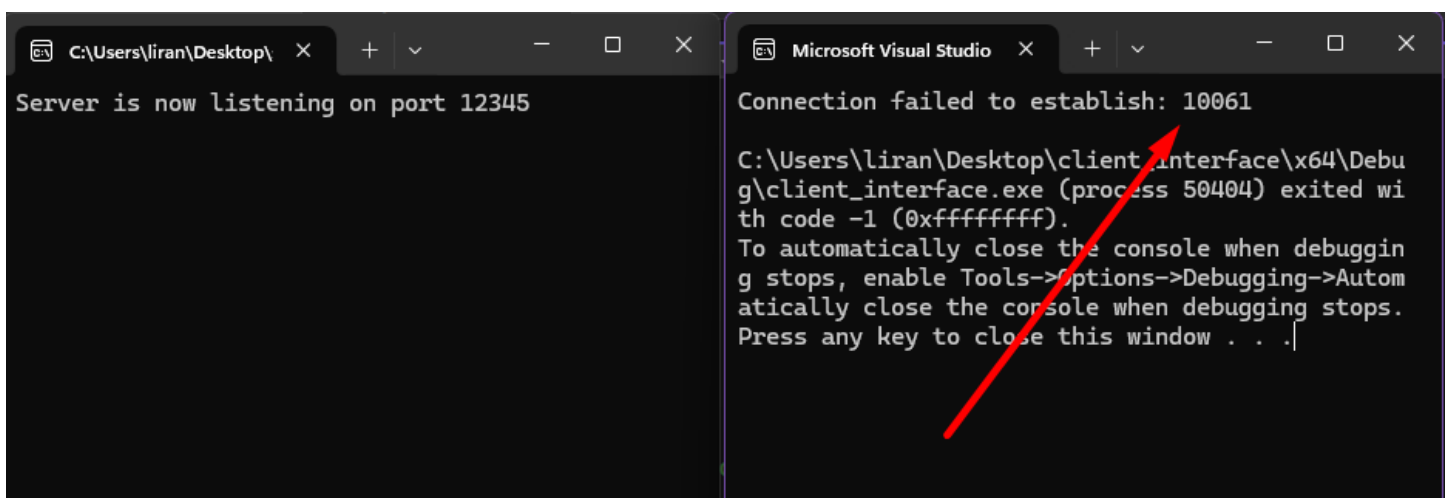 C:\Users\liran\Desktop\
Server is now listening on port 12345
Microsoft Visual Studio
Connection failed to establish: 10061
C:\Users\liran\Desktop\client_interface\x64\Debu
g\client_interface.exe (process 50404) exited wi
th code -1 (0xffffffff).
To automatically close the console when debuggin
g stops, enable Tools->Options->Debugging->Autom
atically close the console when debugging stops.
Press any key to close this window . . .